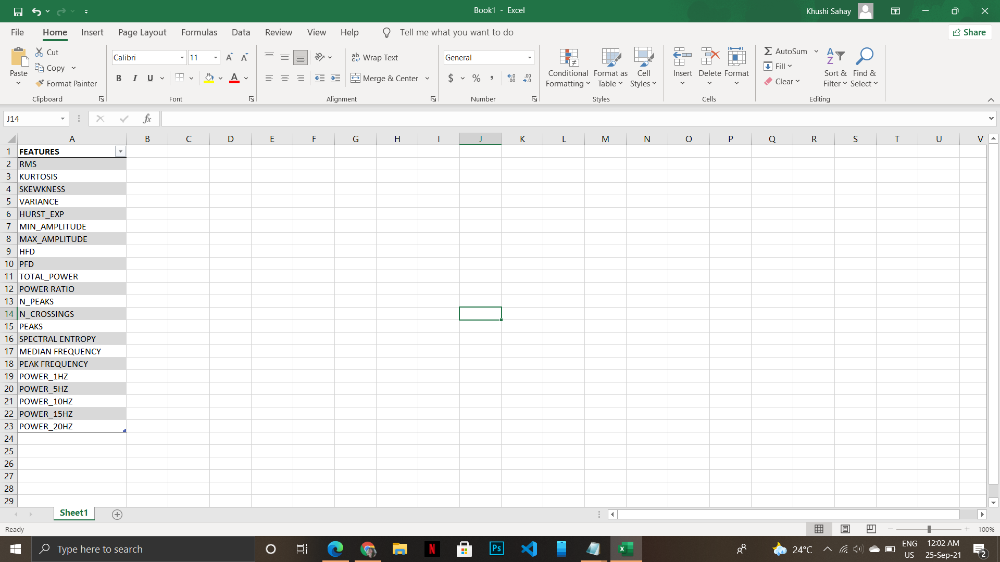 Book1 - Excel
Khushi Sahay
File Home Insert Page Layout Formulas Data Review View Help Tell me what you want to do Share
Paste
Cut
Copy
Format Painter
Clipboard
Calibri 11
B I U A
Font
Wrap Text
Merge & Center
Alignment
General
$ % ,
Number
Conditional Formatting
Format as Table
Cell Styles
Styles
Insert
Delete
Format
Cells
AutoSum
Fill
Clear
Sort & Filter
Find & Select
Editing
J14
fx
A B C D E F G H I J K L M N O P Q R S T U V
1 FEATURES
2 RMS
3 KURTOSIS
4 SKEWKNESS
5 VARIANCE
6 HURST_EXP
7 MIN_AMPLITUDE
8 MAX_AMPLITUDE
9 HFD
10 PFD
11 TOTAL_POWER
12 POWER RATIO
13 N_PEAKS
14 N_CROSSINGS
15 PEAKS
16 SPECTRAL ENTROPY
17 MEDIAN FREQUENCY
18 PEAK FREQUENCY
19 POWER_1HZ
20 POWER_5HZ
21 POWER_10HZ
22 POWER_15HZ
23 POWER_20HZ
24
25
26
27
28
29
Sheet1
Ready
100%
Type here to search
N
Ps
24°C
ENG
US
12:02 AM
25-Sep-21
2